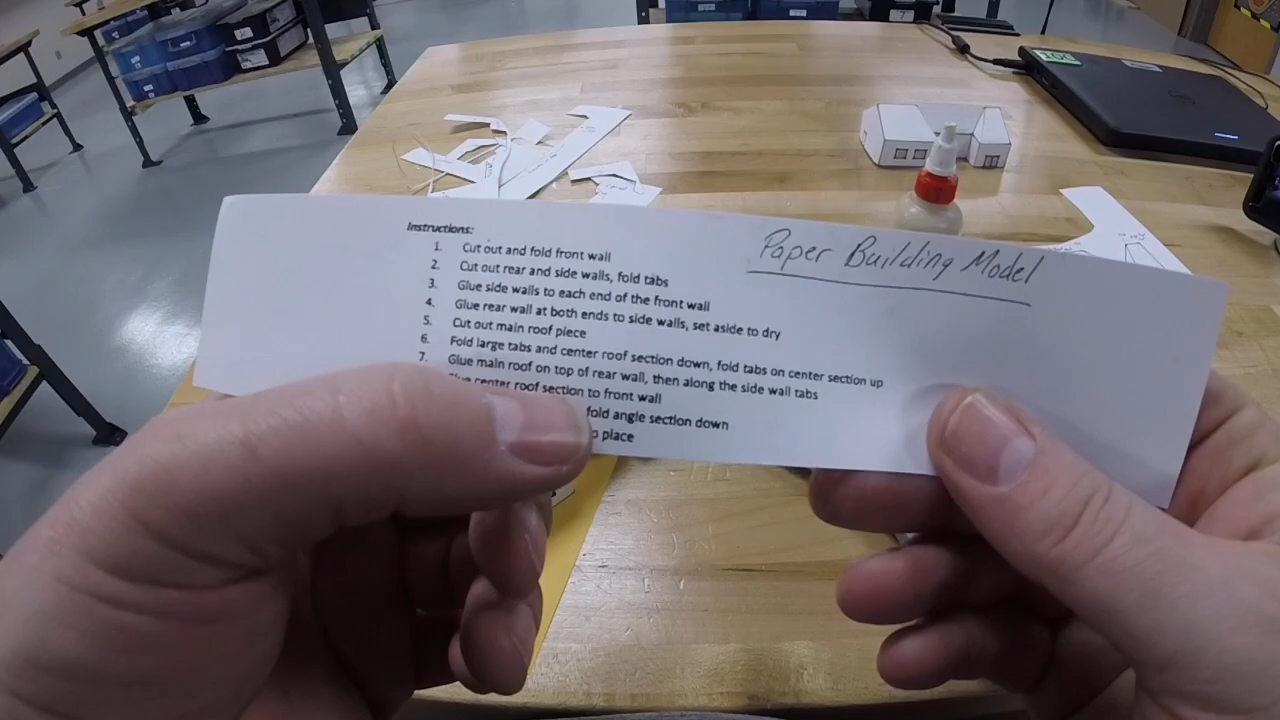 Paper Building Model
Instructions:
1. Cut out and fold front wall
2. Cut out rear and side walls, fold tabs
3. Glue side walls to each end of the front wall
4. Glue rear wall at both ends to side walls, set aside to dry
5. Cut out main roof piece
6. Fold large tabs and center roof section down, fold tabs on center section up
7. Glue main roof on top of rear wall, then along the side wall tabs
center roof section to front wall
fold angle section down
place